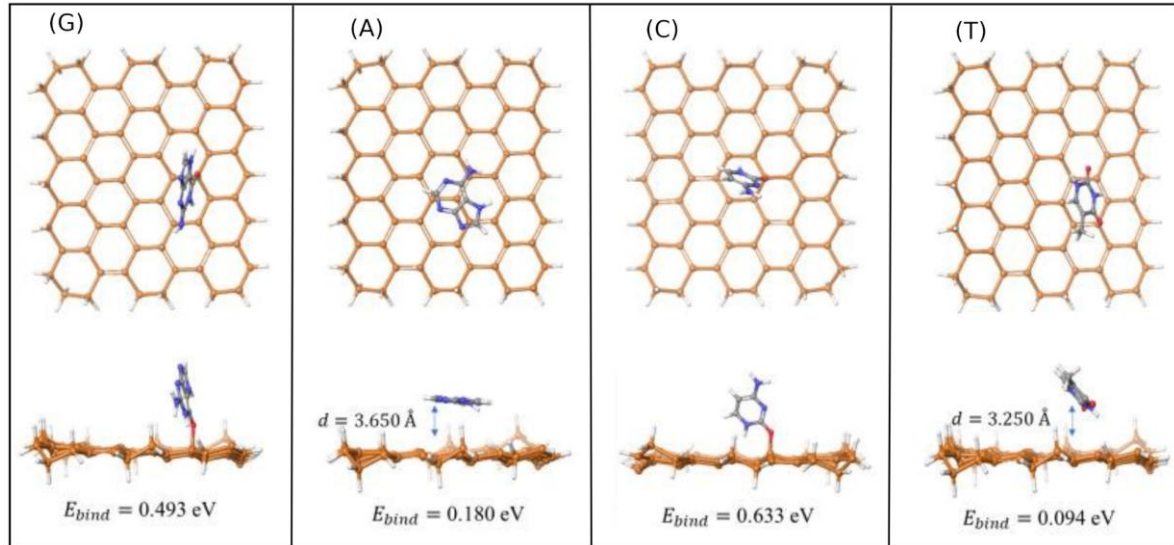 (G) (A) (C) (T)
d = 3.650 Å d = 3.250 Å
E_bind = 0.493 eV E_bind = 0.180 eV E_bind = 0.633 eV E_bind = 0.094 eV